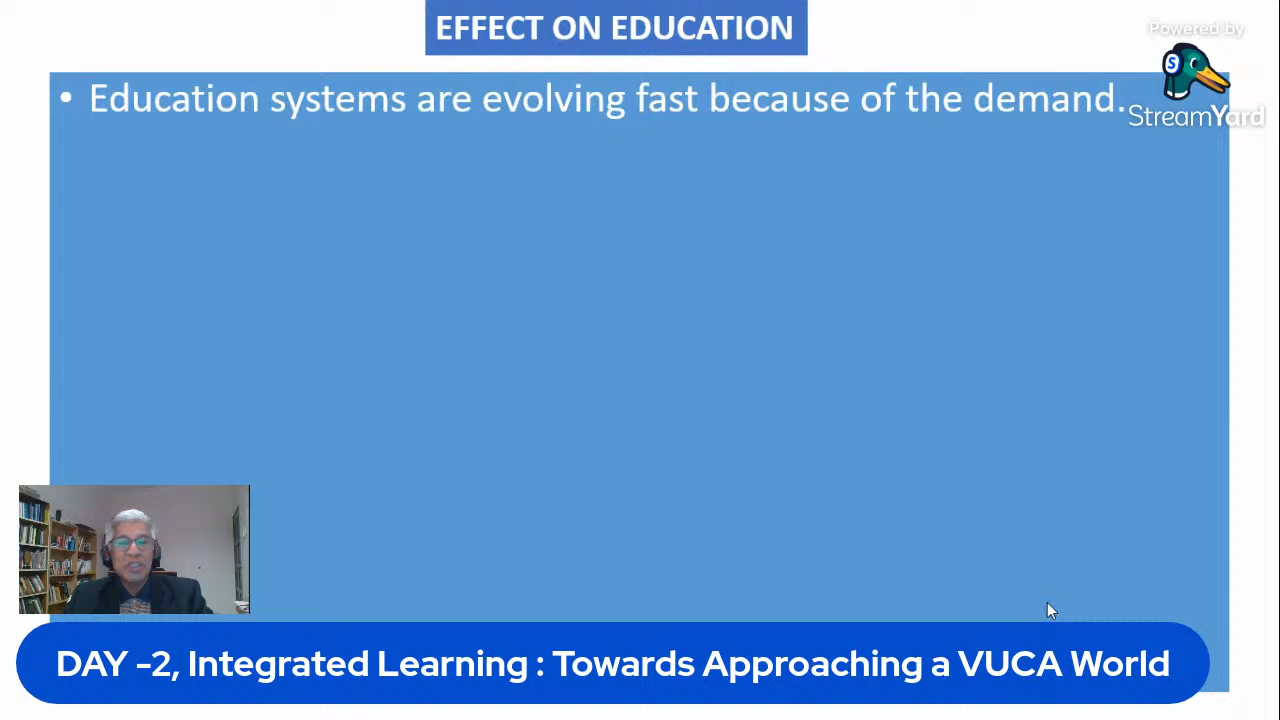 EFFECT ON EDUCATION
Powered by
• Education systems are evolving fast because of the demand.
S
StreamYard
DAY -2, Integrated Learning : Towards Approaching a VUCA World